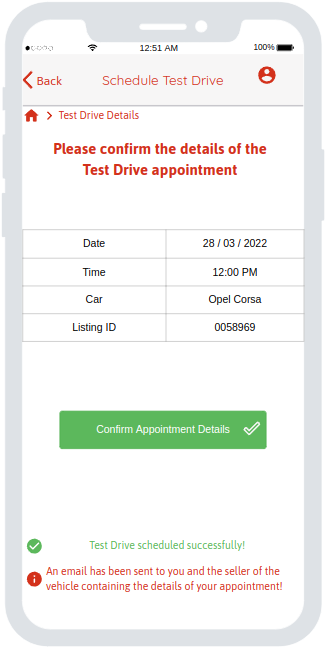 12:51 AM 100%
Back Schedule Test Drive
Test Drive Details
Please confirm the details of the
Test Drive appointment
Date 28 / 03 / 2022
Time 12:00 PM
Car Opel Corsa
Listing ID 0058969
Confirm Appointment Details
Test Drive scheduled successfully!
An email has been sent to you and the seller of the
vehicle containing the details of your appointment!